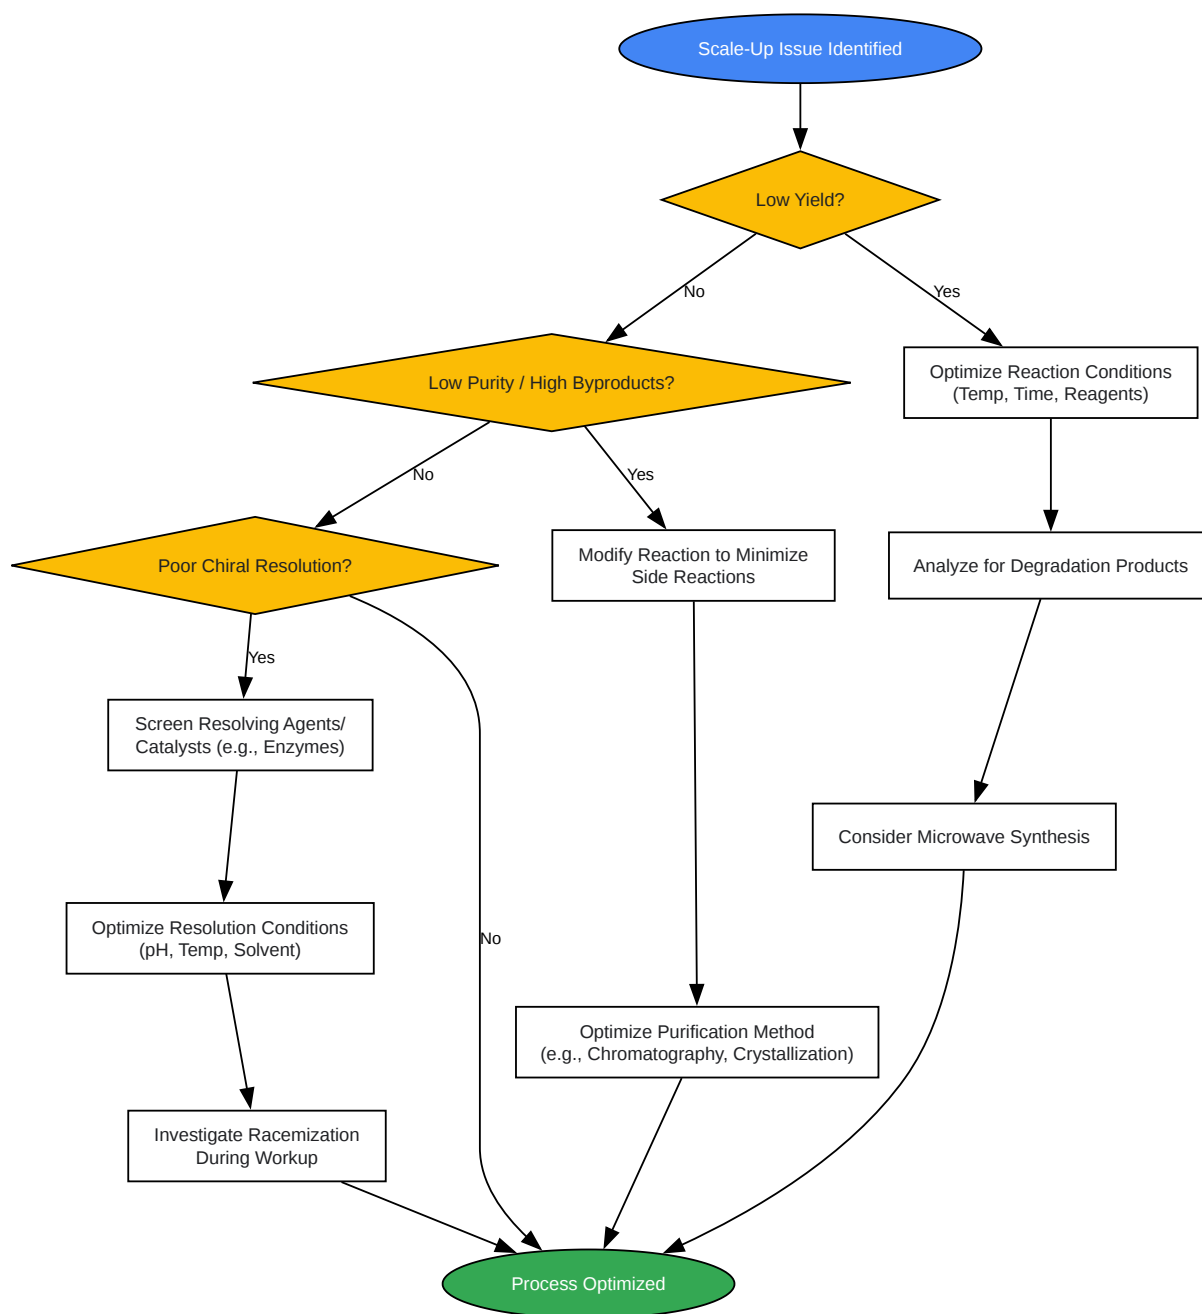 Scale-Up Issue Identified
Low Yield?
No
Yes
Low Purity / High Byproducts?
Optimize Reaction Conditions
(Temp, Time, Reagents)
No
Yes
Poor Chiral Resolution?
Modify Reaction to Minimize
Side Reactions
Analyze for Degradation Products
Yes
Screen Resolving Agents/
Catalysts (e.g., Enzymes)
Consider Microwave Synthesis
Optimize Resolution Conditions
(pH, Temp, Solvent)
No
Optimize Purification Method
(e.g., Chromatography, Crystallization)
Investigate Racemization
During Workup
Process Optimized